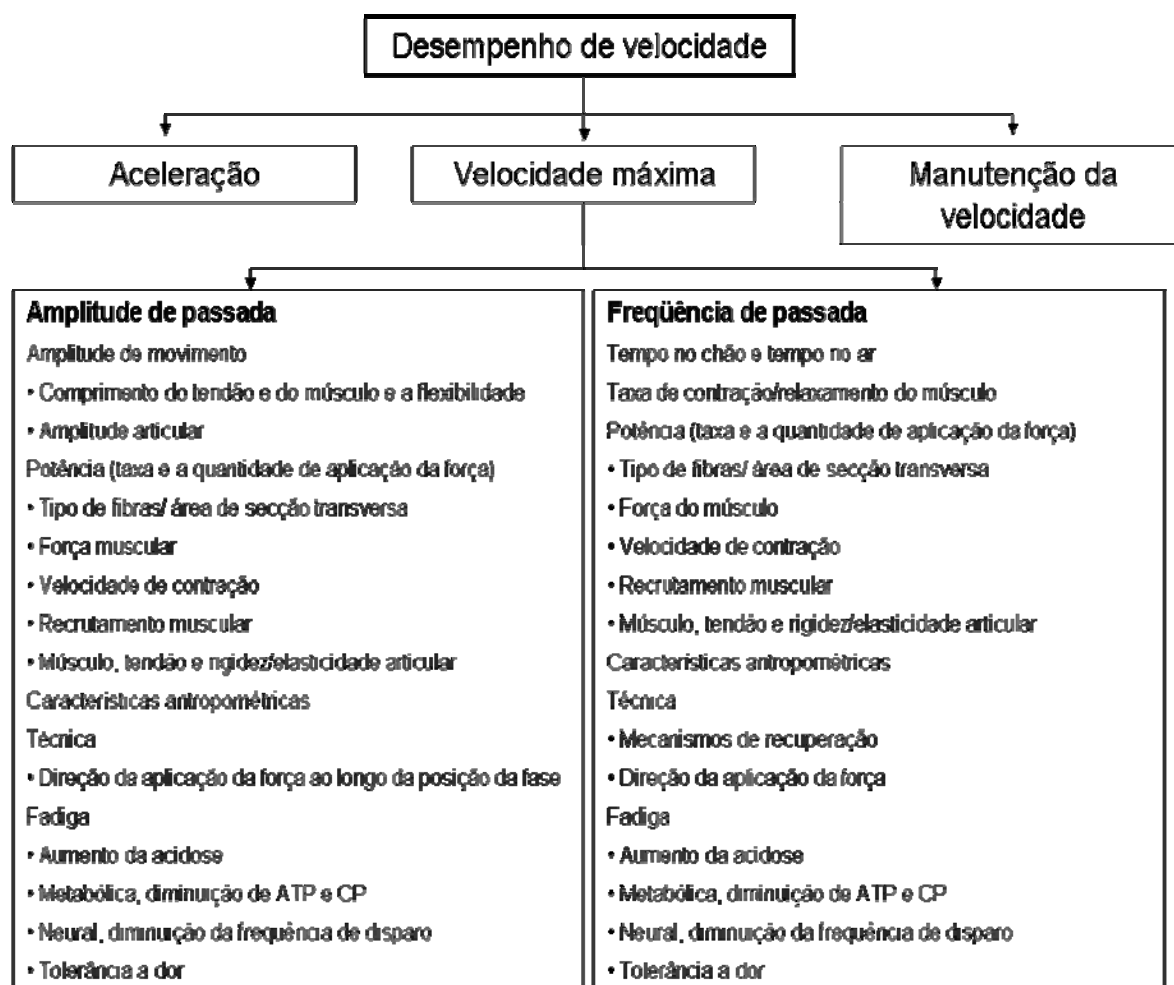 Desempenho de velocidade
Aceleração
Velocidade máxima
Manutenção da
velocidade
Amplitude de passada
Amplitude de movimento
• Comprimento do tendão e do músculo e a flexibilidade
• Amplitude articular
Potência (taxa e a quantidade de aplicação da força)
• Tipo de fibras/ área de secção transversa
• Força muscular
• Velocidade de contração
• Recrutamento muscular
• Músculo, tendão e rigidez/elasticidade articular
Características antropométricas
Técnica
• Direção da aplicação da força ao longo da posição da fase
Fadiga
• Aumento da acidose
• Metabólica, diminuição de ATP e CP
• Neural, diminuição da frequência de disparo
• Tolerância a dor
Freqüência de passada
Tempo no chão e tempo no ar
Taxa de contração/relaxamento do músculo
Potência (taxa e a quantidade de aplicação da força)
• Tipo de fibras/ área de secção transversa
• Força do músculo
• Velocidade de contração
• Recrutamento muscular
• Músculo, tendão e rigidez/elasticidade articular
Características antropométricas
Técnica
• Mecanismos de recuperação
• Direção da aplicação da força
Fadiga
• Aumento da acidose
• Metabólica, diminuição de ATP e CP
• Neural, diminuição da frequência de disparo
• Tolerância a dor